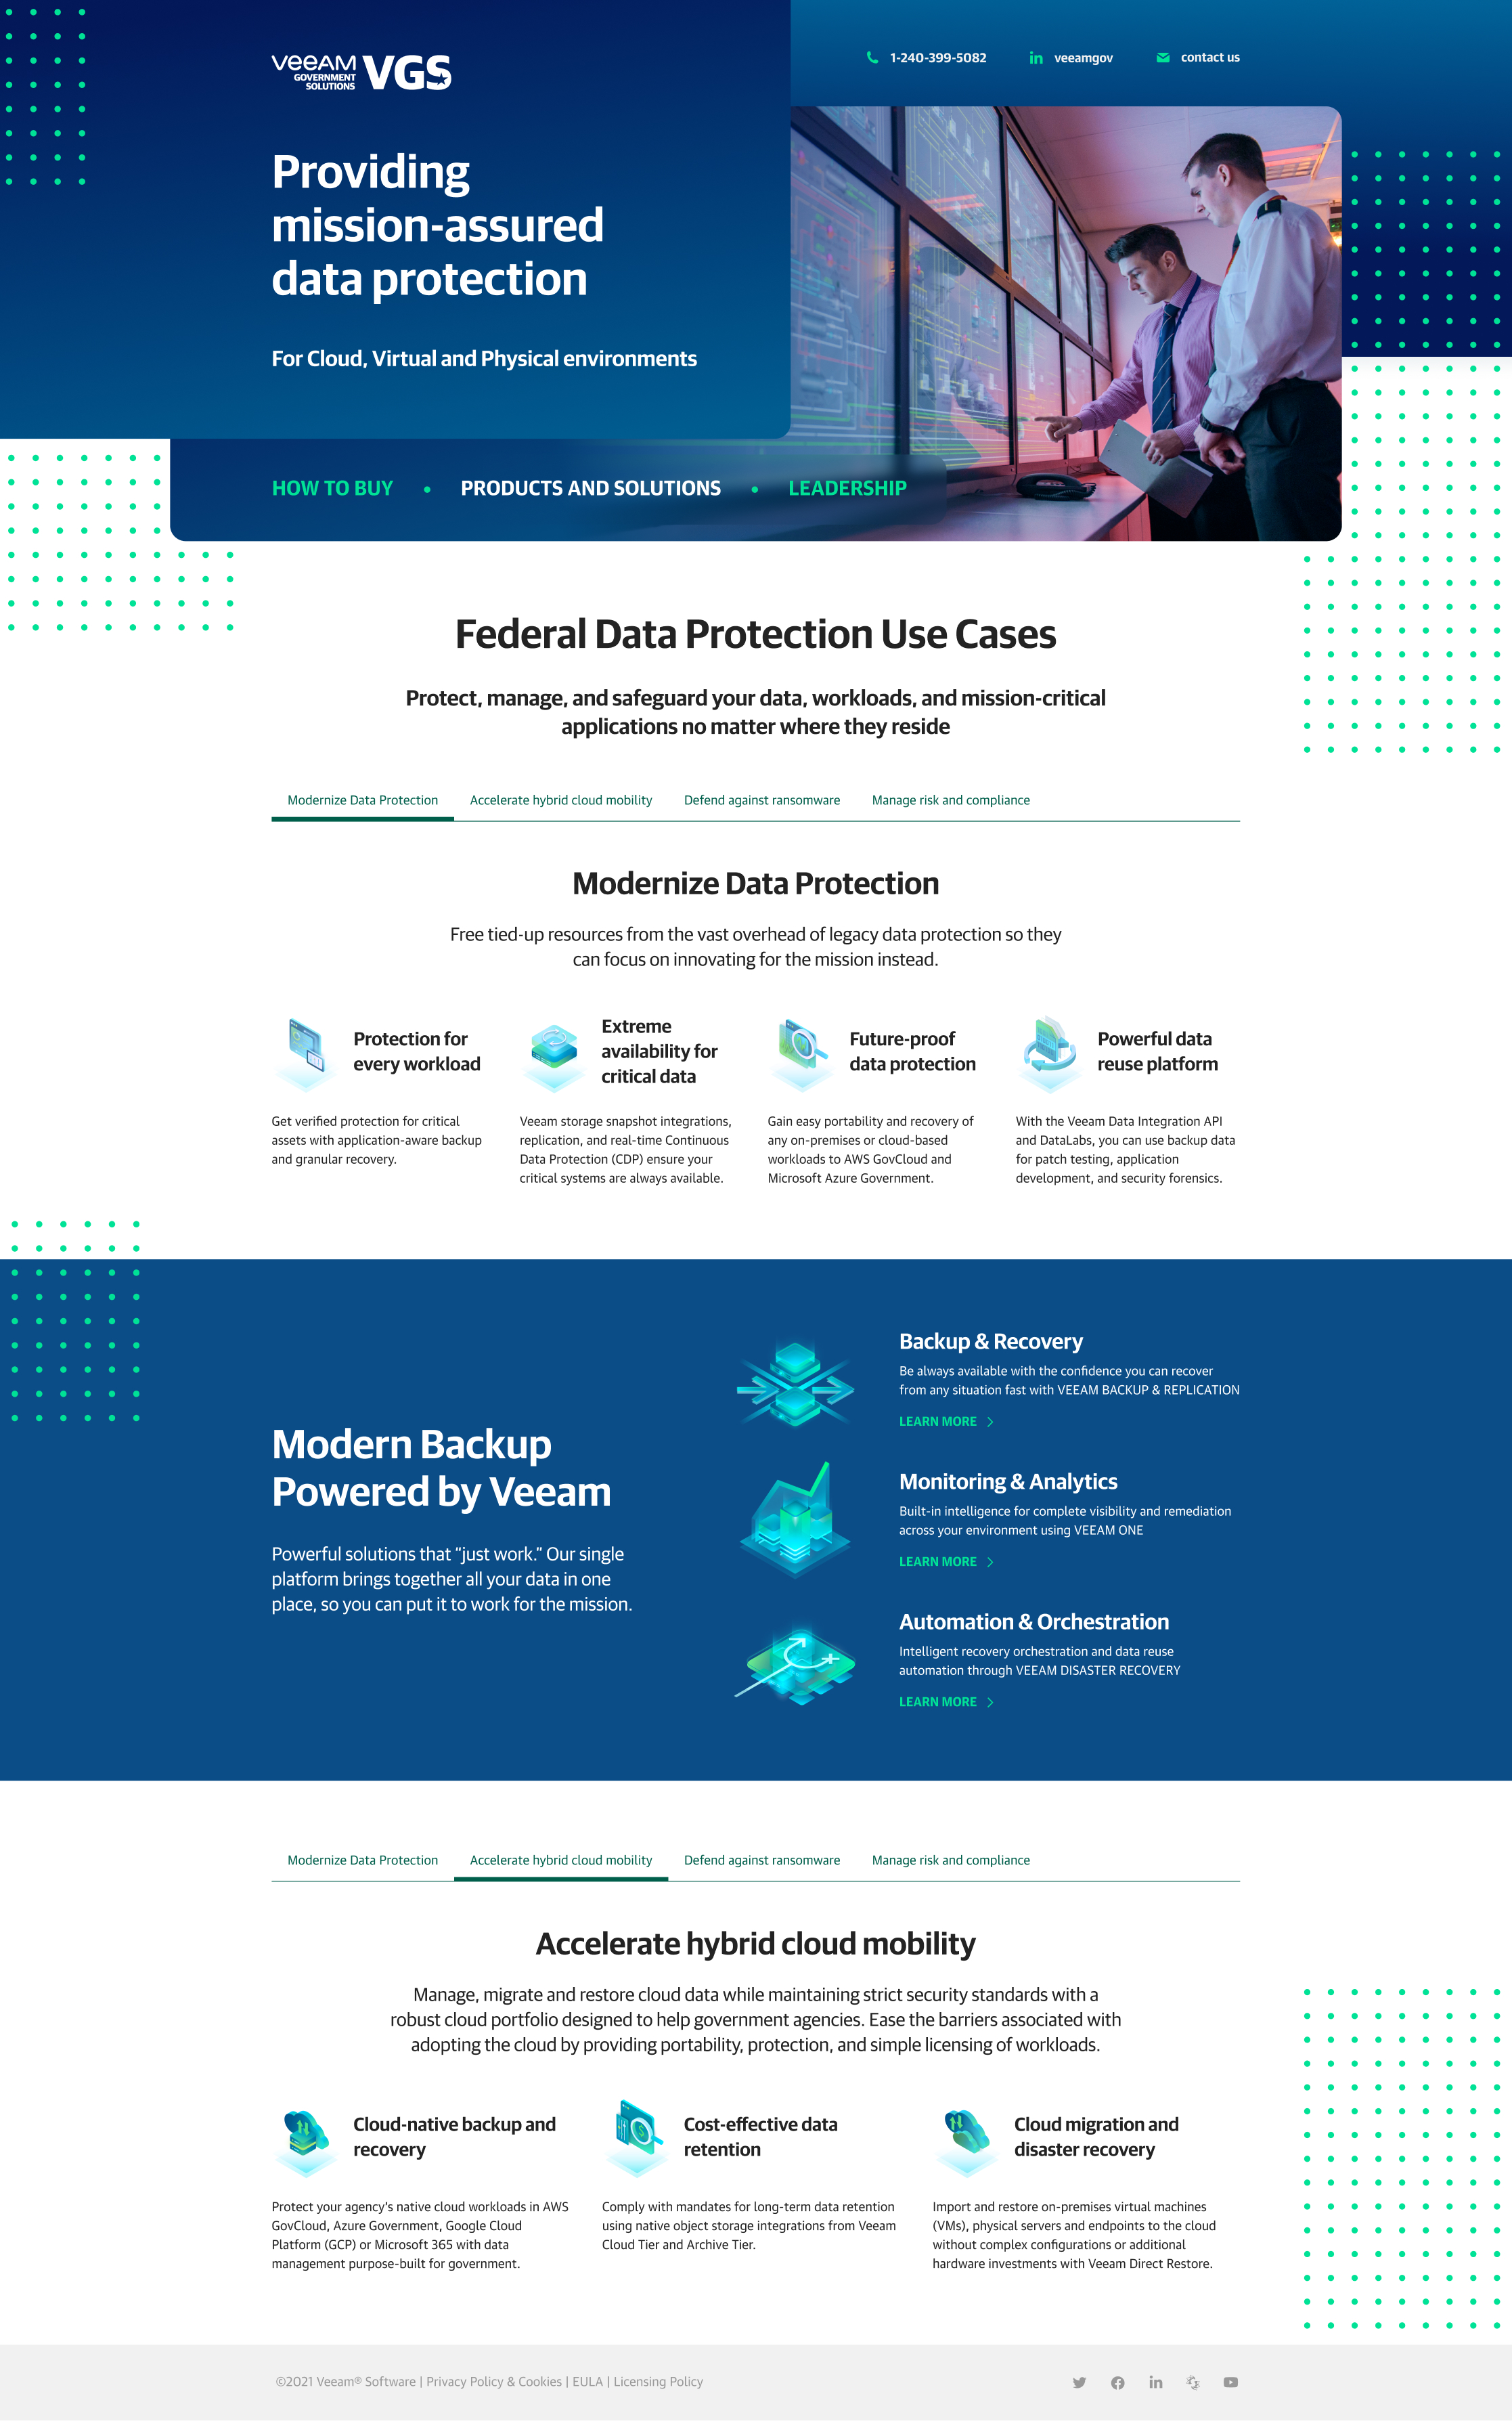 veeAM
GOVERNMENT
SOLUTIONS
VGS
1-240-399-5082
veeamgov
contact us
Providing
mission-assured
data protection
For Cloud, Virtual and Physical environments
HOW TO BUY • PRODUCTS AND SOLUTIONS • LEADERSHIP
Federal Data Protection Use Cases
Protect, manage, and safeguard your data, workloads, and mission-critical
applications no matter where they reside
Modernize Data Protection Accelerate hybrid cloud mobility Defend against ransomware Manage risk and compliance
Modernize Data Protection
Free tied-up resources from the vast overhead of legacy data protection so they
can focus on innovating for the mission instead.
Protection for
every workload
Get verified protection for critical
assets with application-aware backup
and granular recovery.
Extreme
availability for
critical data
Veeam storage snapshot integrations,
replication, and real-time Continuous
Data Protection (CDP) ensure your
critical systems are always available.
Future-proof
data protection
Gain easy portability and recovery of
any on-premises or cloud-based
workloads to AWS GovCloud and
Microsoft Azure Government.
Powerful data
reuse platform
With the Veeam Data Integration API
and DataLabs, you can use backup data
for patch testing, application
development, and security forensics.
Modern Backup
Powered by Veeam
Powerful solutions that “just work.” Our single
platform brings together all your data in one
place, so you can put it to work for the mission.
Backup & Recovery
Be always available with the confidence you can recover
from any situation fast with VEEAM BACKUP & REPLICATION
LEARN MORE
Monitoring & Analytics
Built-in intelligence for complete visibility and remediation
across your environment using VEEAM ONE
LEARN MORE
Automation & Orchestration
Intelligent recovery orchestration and data reuse
automation through VEEAM DISASTER RECOVERY
LEARN MORE
Modernize Data Protection Accelerate hybrid cloud mobility Defend against ransomware Manage risk and compliance
Accelerate hybrid cloud mobility
Manage, migrate and restore cloud data while maintaining strict security standards with a
robust cloud portfolio designed to help government agencies. Ease the barriers associated with
adopting the cloud by providing portability, protection, and simple licensing of workloads.
Cloud-native backup and
recovery
Protect your agency's native cloud workloads in AWS
GovCloud, Azure Government, Google Cloud
Platform (GCP) or Microsoft 365 with data
management purpose-built for government.
Cost-effective data
retention
Comply with mandates for long-term data retention
using native object storage integrations from Veeam
Cloud Tier and Archive Tier.
Cloud migration and
disaster recovery
Import and restore on-premises virtual machines
(VMs), physical servers and endpoints to the cloud
without complex configurations or additional
hardware investments with Veeam Direct Restore.
©2021 Veeam® Software | Privacy Policy & Cookies | EULA | Licensing Policy